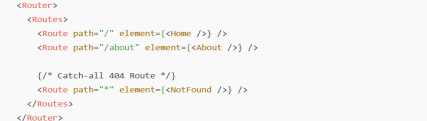 <Router>
  <Routes>
    <Route path="/" element={<Home />} />
    <Route path="/about" element={<About />} />

    {/* Catch-all 404 Route */}
    <Route path="*" element={<NotFound />} />
  </Routes>
</Router>